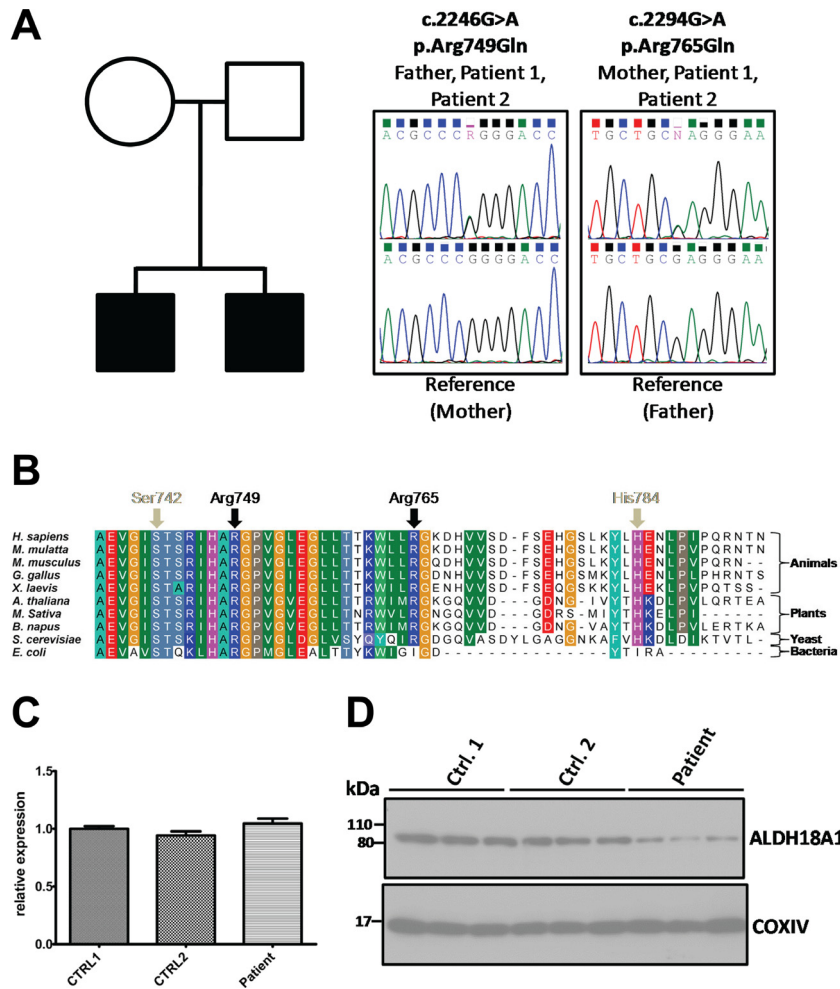 A
c.2246G>A
p.Arg749Gln
Father, Patient 1,
Patient 2
c.2294G>A
p.Arg765Gln
Mother, Patient 1,
Patient 2
ACGCCCRGGGACC
TGCTGCNAGGGAA
ACGCCCGGGGACC
TGCTGCGAGGGAA
Reference
(Mother)
Reference
(Father)
B
Ser742 Arg749 Arg765 His784
H. sapiens AEVGISTSRIHARGPVGLEGLLTTKWLLRGKDHVVSD-FSEHGSLKYLHENLPIPQRNTN
M. mulatta
M. musculus
G. gallus
X. laevis
A. thaliana
M. Sativa
B. napus
S. cerevisiae AEVGISTSRIHARGPVGLDGLVSYQYQIRGDGQVASDYLGAGGNKAFVHKDLDIKTVTL-
E. coli
Animals
Plants
Yeast
Bacteria
C
relative expression
1.5
1.0
0.5
0.0
CTRL1
CTRL2
Patient
D
Ctrl. 1
Ctrl. 2
Patient
kDa
110
80
ALDH18A1
17
COXIV